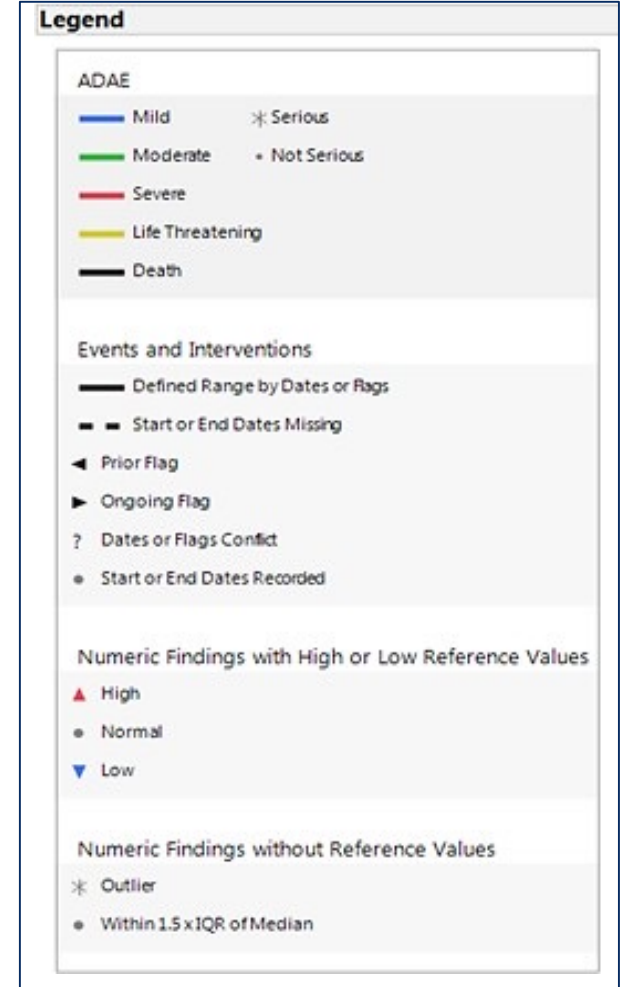 Legend
ADAE
Mild
Serious
Moderate
Not Serious
Severe
Life Threatening
Death
Events and Interventions
Defined Range by Dates or Flags
Start or End Dates Missing
Prior Flag
Ongoing Flag
? Dates or Flags Conflict
Start or End Dates Recorded
Numeric Findings with High or Low Reference Values
High
Normal
Low
Numeric Findings without Reference Values
Outlier
Within 1.5 x IQR of Median